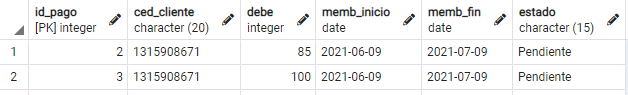 id_pago ced_cliente debe memb_inicio memb_fin estado
[PK] integer character (20) integer date date character (15)
1 2 1315908671 85 2021-06-09 2021-07-09 Pendiente
2 3 1315908671 100 2021-06-09 2021-07-09 Pendiente